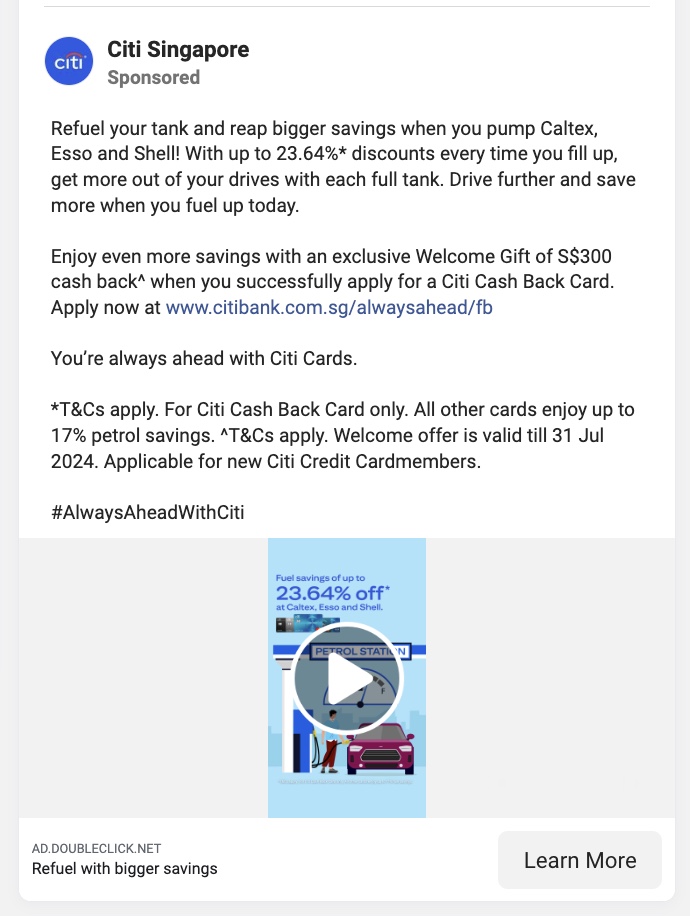 citi
Citi Singapore
Sponsored
Refuel your tank and reap bigger savings when you pump Caltex,
Esso and Shell! With up to 23.64%* discounts every time you fill up,
get more out of your drives with each full tank. Drive further and save
more when you fuel up today.
Enjoy even more savings with an exclusive Welcome Gift of S$300
cash back^ when you successfully apply for a Citi Cash Back Card.
Apply now at www.citibank.com.sg/alwaysahead/fb
You’re always ahead with Citi Cards.
*T&Cs apply. For Citi Cash Back Card only. All other cards enjoy up to
17% petrol savings. ^T&Cs apply. Welcome offer is valid till 31 Jul
2024. Applicable for new Citi Credit Cardmembers.
#AlwaysAheadWithCiti
Fuel savings of up to
23.64% off*
at Caltex, Esso and Shell.
PETROL STATION
AD.DOUBLECLICK.NET
Refuel with bigger savings
Learn More